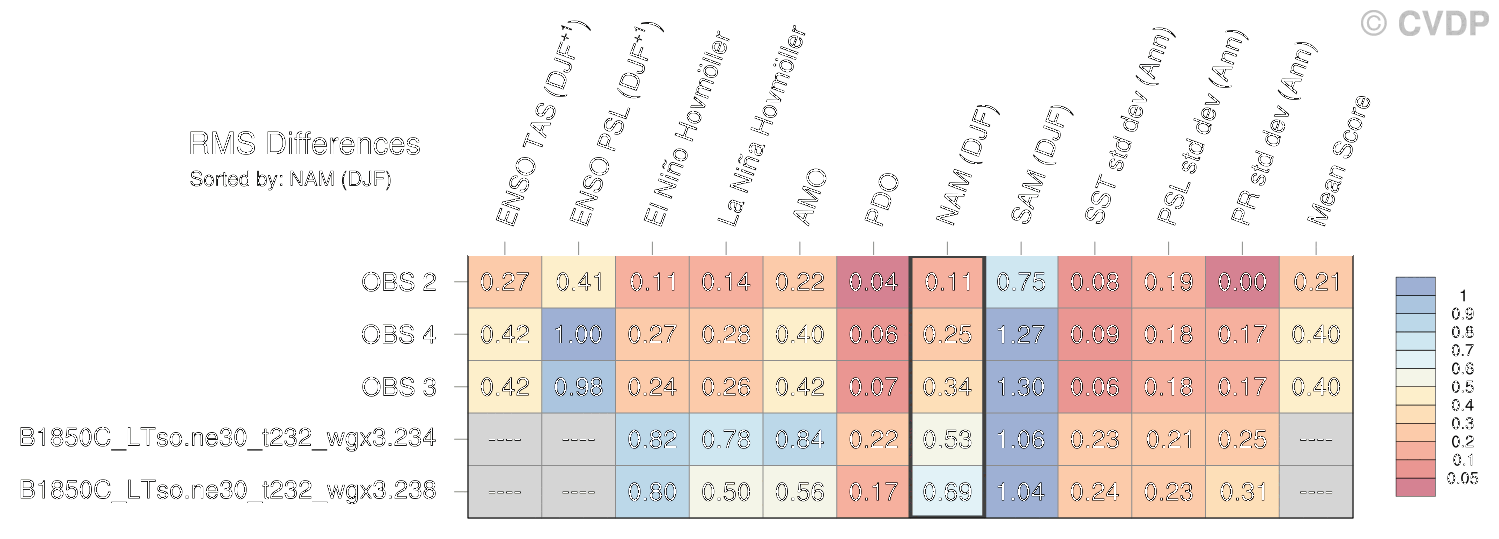 © CVDP
RMS Differences
Sorted by: NAM (DJF)
ENSO TAS (DJF+1)
ENSO PSL (DJF+1)
El Niño Hovmöller
La Niña Hovmöller
AMO
PDO
NAM (DJF)
SAM (DJF)
SST std dev (Ann)
PSL std dev (Ann)
PR std dev (Ann)
Mean Score
OBS 2 0.27 0.41 0.11 0.14 0.22 0.04 0.11 0.75 0.08 0.19 0.00 0.21
OBS 4 0.42 1.00 0.27 0.28 0.40 0.06 0.25 1.27 0.09 0.18 0.17 0.40
OBS 3 0.42 0.98 0.24 0.26 0.42 0.07 0.34 1.30 0.06 0.18 0.17 0.40
B1850C_LTso.ne30_t232_wgx3.234 ---- ---- 0.82 0.78 0.84 0.22 0.53 1.06 0.23 0.21 0.25 ----
B1850C_LTso.ne30_t232_wgx3.238 ---- ---- 0.80 0.50 0.56 0.17 0.69 1.04 0.24 0.23 0.31 ----
1
0.9
0.8
0.7
0.6
0.5
0.4
0.3
0.2
0.1
0.05